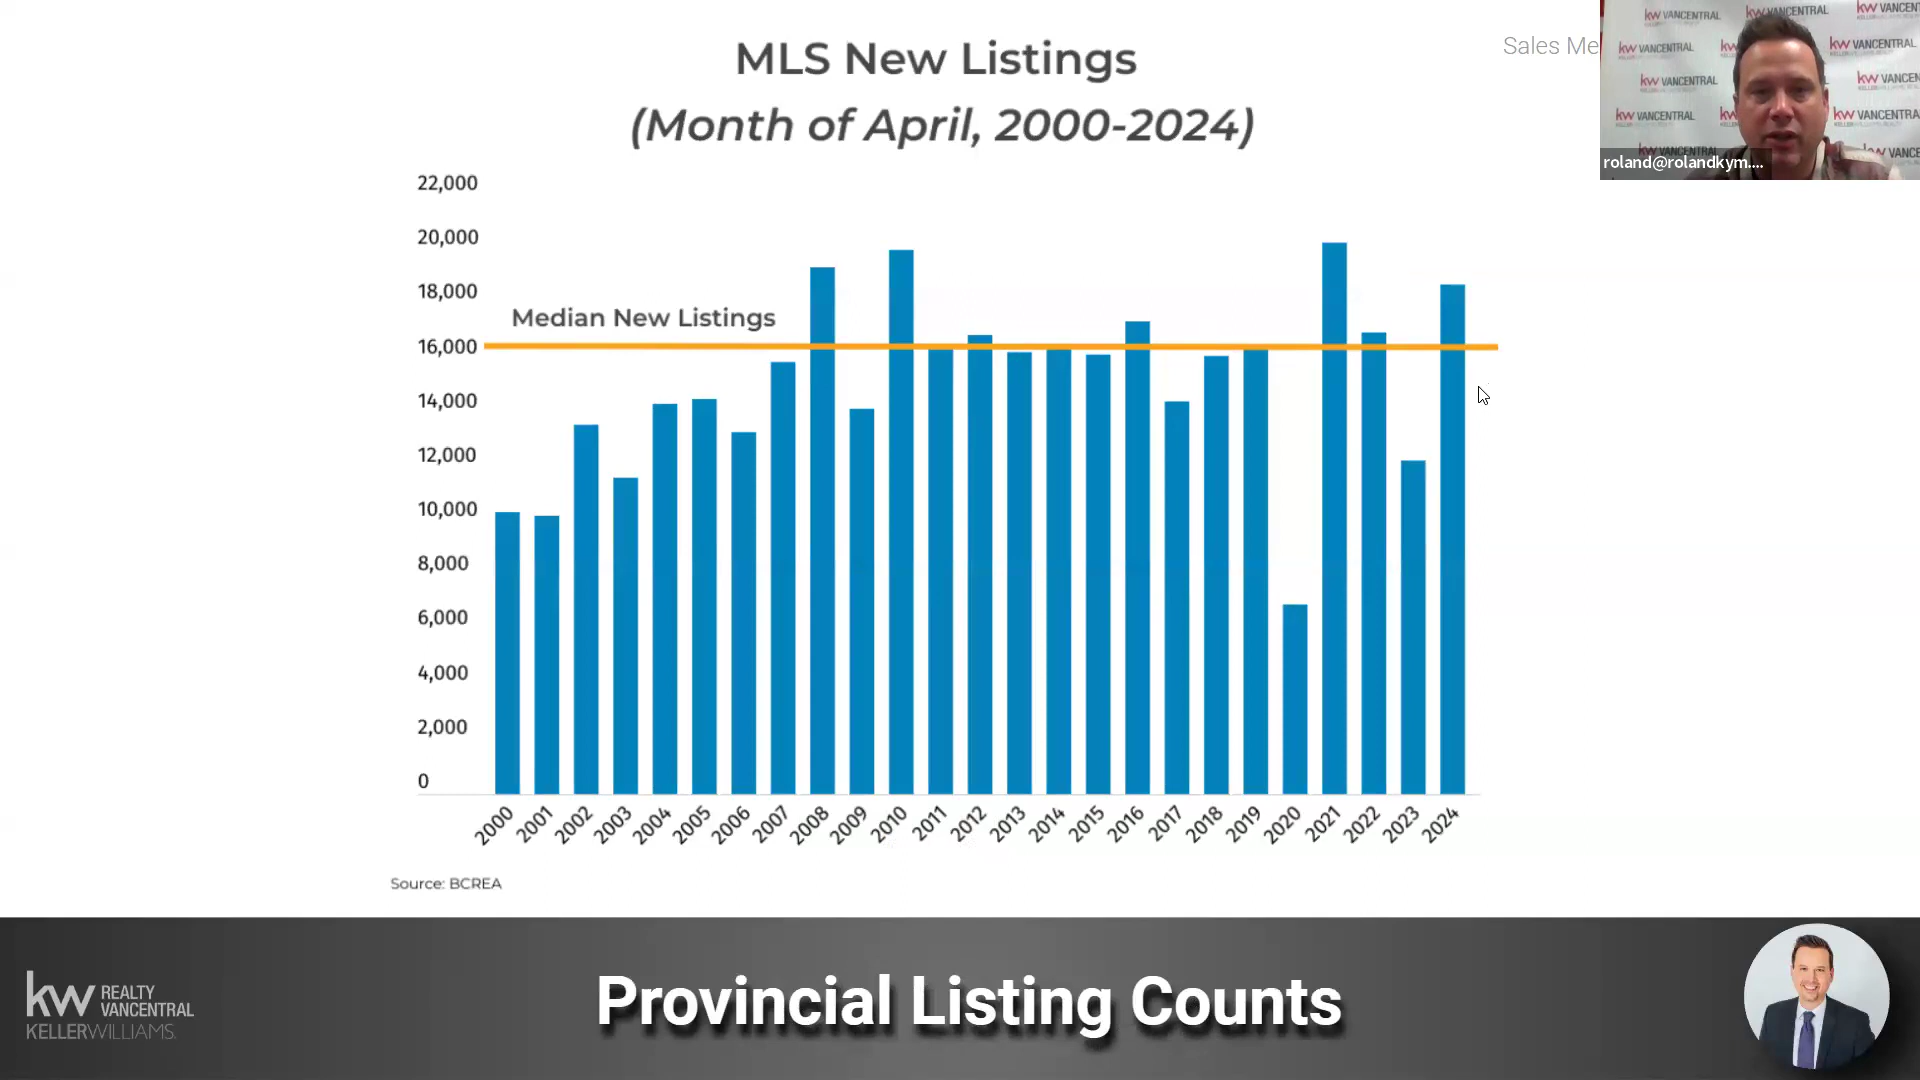 MLS New Listings
(Month of April, 2000-2024)
Sales Me
kw VANCENTRAL
roland@rolandkym....
22,000
20,000
18,000
Median New Listings
16,000
14,000
12,000
10,000
8,000
6,000
4,000
2,000
0
2000 2001 2002 2003 2004 2005 2006 2007 2008 2009 2010 2011 2012 2013 2014 2015 2016 2017 2018 2019 2020 2021 2022 2023 2024
Source: BCREA
kw REALTY
VANCENTRAL
KELLERWILLIAMS.
Provincial Listing Counts